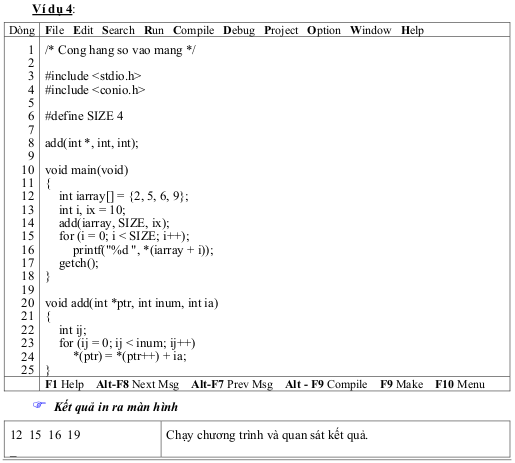 Ví dụ 4:
Dòng File Edit Search Run Compile Debug Project Option Window Help
1 /* Cong hang so vao mang */
2
3 #include <stdio.h>
4 #include <conio.h>
5
6 #define SIZE 4
7
8 add(int *, int, int);
9
10 void main(void)
11 {
12 int iarray[] = {2, 5, 6, 9};
13 int i, ix = 10;
14 add(iarray, SIZE, ix);
15 for (i = 0; i < SIZE; i++);
16 printf("%d ", *(iarray + i));
17 getch();
18 }
19
20 void add(int *ptr, int inum, int ia)
21 {
22 int ij;
23 for (ij = 0; ij < inum; ij++)
24 *(ptr) = *(ptr++) + ia;
25 }
F1 Help Alt-F8 Next Msg Alt-F7 Prev Msg Alt - F9 Compile F9 Make F10 Menu
☞ Kết quả in ra màn hình
12 15 16 19 Chạy chương trình và quan sát kết quả.
_